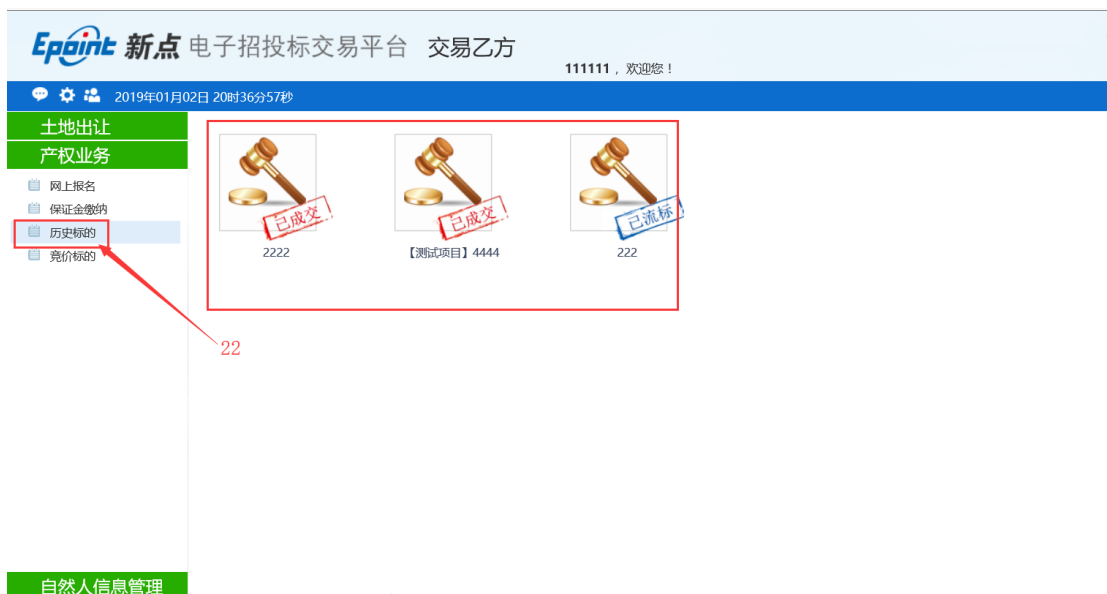 Epoint 新点 电子招投标交易平台 交易乙方
111111 ，欢迎您！
2019年01月02日 20时36分57秒
土地出让
产权业务
网上报名
保证金缴纳
历史标的
竞价标的
已成交
已成交
已流标
2222
【测试项目】4444
222
22
自然人信息管理